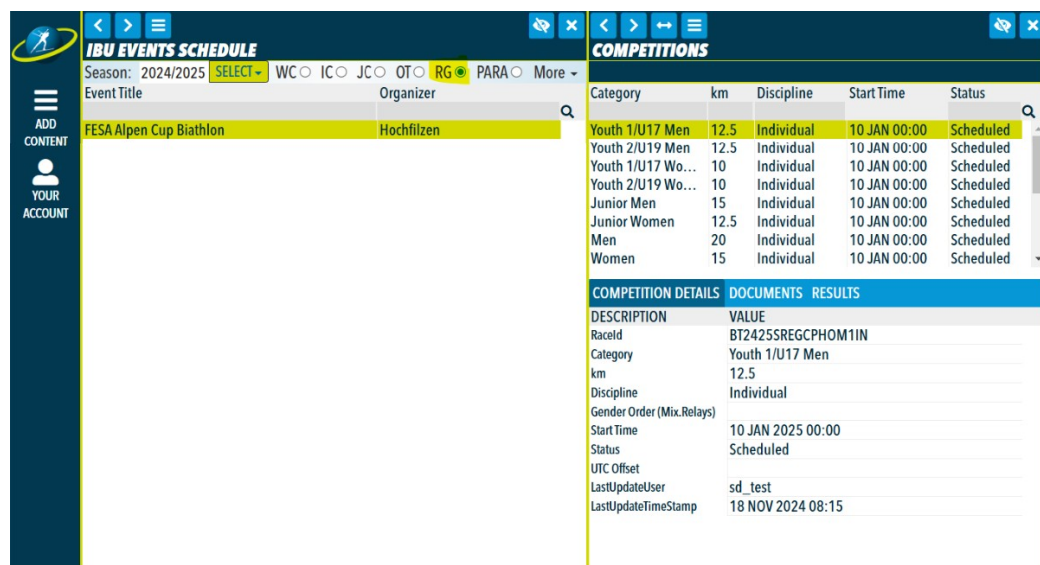 IBU EVENTS SCHEDULE
Season: 2024/2025 SELECT WC IC JC OT RG PARA More
Event Title Organizer
FESA Alpen Cup Biathlon Hochfilzen
ADD
CONTENT
YOUR
ACCOUNT
COMPETITIONS
Category km Discipline Start Time Status
Youth 1/U17 Men 12.5 Individual 10 JAN 00:00 Scheduled
Youth 2/U19 Men 12.5 Individual 10 JAN 00:00 Scheduled
Youth 1/U17 Wo... 10 Individual 10 JAN 00:00 Scheduled
Youth 2/U19 Wo... 10 Individual 10 JAN 00:00 Scheduled
Junior Men 15 Individual 10 JAN 00:00 Scheduled
Junior Women 12.5 Individual 10 JAN 00:00 Scheduled
Men 20 Individual 10 JAN 00:00 Scheduled
Women 15 Individual 10 JAN 00:00 Scheduled
COMPETITION DETAILS DOCUMENTS RESULTS
DESCRIPTION VALUE
RaceId BT2425SREGCPHOM1IN
Category Youth 1/U17 Men
km 12.5
Discipline Individual
Gender Order (Mix.Relays)
Start Time 10 JAN 2025 00:00
Status Scheduled
UTC Offset
LastUpdateUser sd_test
LastUpdateTimeStamp 18 NOV 2024 08:15